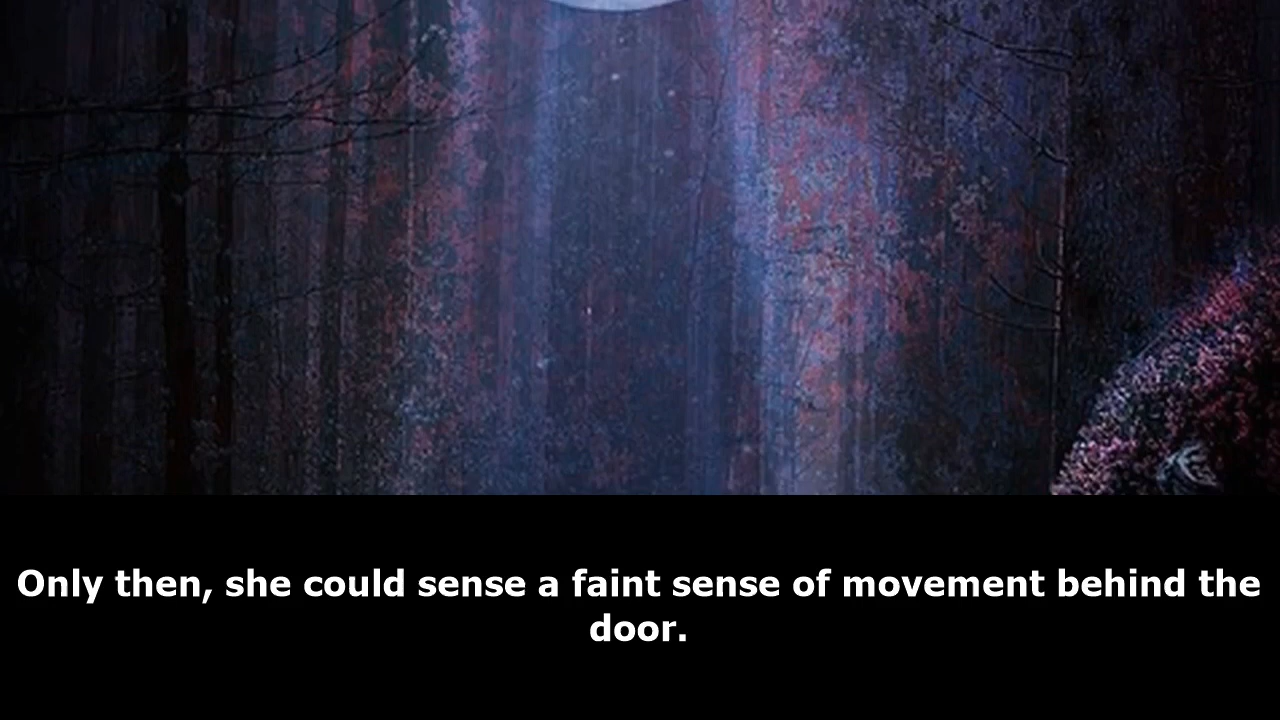 Only then, she could sense a faint sense of movement behind the
door.